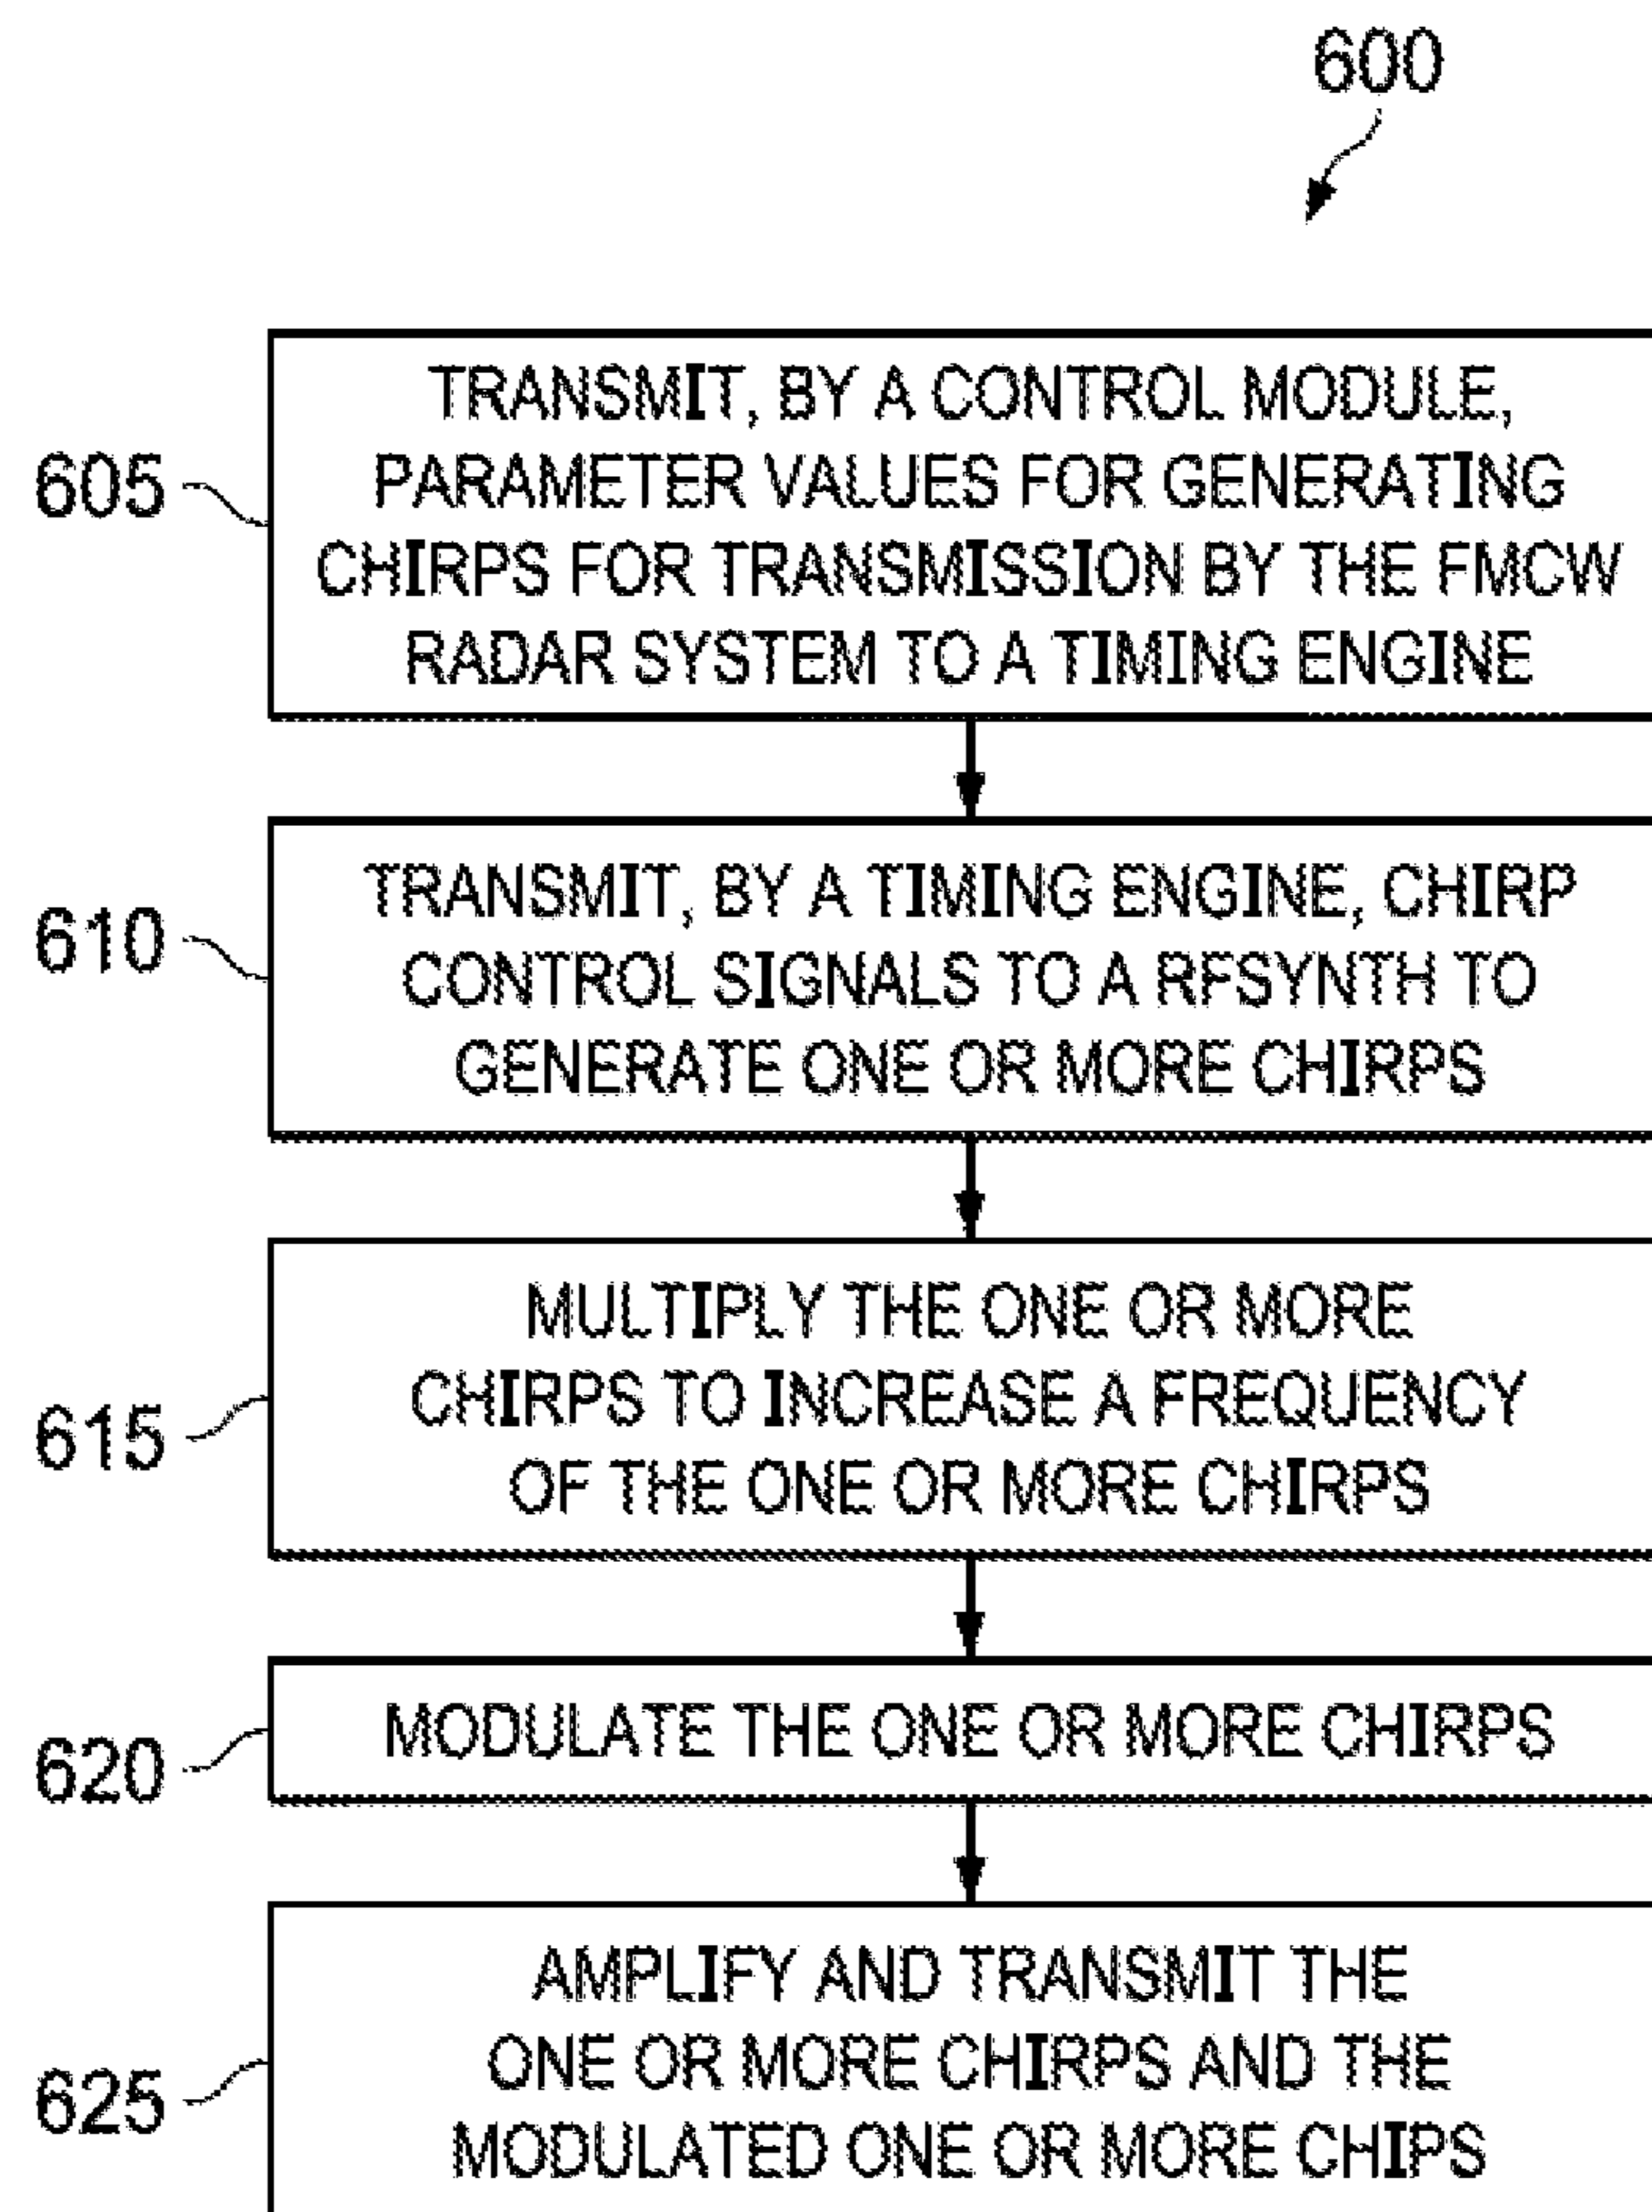 600
605
TRANSMIT, BY A CONTROL MODULE,
PARAMETER VALUES FOR GENERATING
CHIRPS FOR TRANSMISSION BY THE FMCW
RADAR SYSTEM TO A TIMING ENGINE
610
TRANSMIT, BY A TIMING ENGINE, CHIRP
CONTROL SIGNALS TO A RFSYNTH TO
GENERATE ONE OR MORE CHIRPS
615
MULTIPLY THE ONE OR MORE
CHIRPS TO INCREASE A FREQUENCY
OF THE ONE OR MORE CHIRPS
620
MODULATE THE ONE OR MORE CHIRPS
625
AMPLIFY AND TRANSMIT THE
ONE OR MORE CHIRPS AND THE
MODULATED ONE OR MORE CHIPS